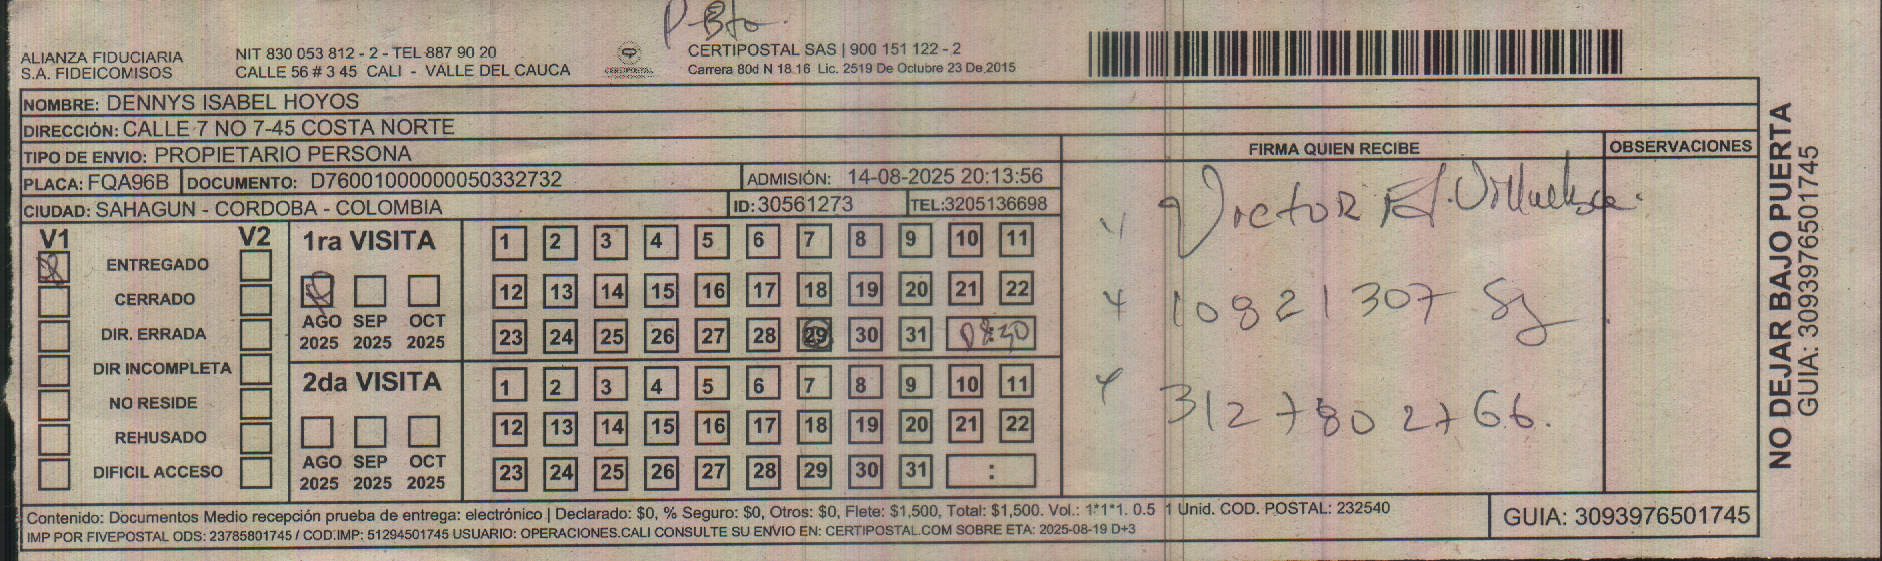 P-Bto.
ALIANZA FIDUCIARIA
S.A. FIDEICOMISOS
NIT 830 053 812 - 2 - TEL 887 90 20
CALLE 56 # 3 45 CALI - VALLE DEL CAUCA
CERTIPOSTAL
CERTIPOSTAL SAS | 900 151 122 - 2
Carrera 80d N 18 16 Lic. 2519 De Octubre 23 De 2015
NOMBRE: DENNYS ISABEL HOYOS
DIRECCIÓN: CALLE 7 NO 7-45 COSTA NORTE
TIPO DE ENVIO: PROPIETARIO PERSONA
PLACA: FQA96B DOCUMENTO: D76001000000050332732 ADMISIÓN: 14-08-2025 20:13:56
CIUDAD: SAHAGUN - CORDOBA - COLOMBIA ID: 30561273 TEL:3205136698
V1 V2
ENTREGADO
CERRADO
DIR. ERRADA
DIR INCOMPLETA
NO RESIDE
REHUSADO
DIFICIL ACCESO
1ra VISITA
AGO SEP OCT
2025 2025 2025
1 2 3 4 5 6 7 8 9 10 11
12 13 14 15 16 17 18 19 20 21 22
23 24 25 26 27 28 29 30 31
2da VISITA
AGO SEP OCT
2025 2025 2025
1 2 3 4 5 6 7 8 9 10 11
12 13 14 15 16 17 18 19 20 21 22
23 24 25 26 27 28 29 30 31 :
FIRMA QUIEN RECIBE
Victor
10821307
3127802766.
OBSERVACIONES
NO DEJAR BAJO PUERTA
GUIA: 3093976501745
Contenido: Documentos Medio recepción prueba de entrega: electrónico | Declarado: $0, % Seguro: $0, Otros: $0, Flete: $1,500, Total: $1,500. Vol.: 1*1*1. 0.5 1 Unid. COD. POSTAL: 232540
IMP POR FIVEPOSTAL ODS: 23785801745 / COD.IMP: 51294501745 USUARIO: OPERACIONES.CALI CONSULTE SU ENVIO EN: CERTIPOSTAL.COM SOBRE ETA: 2025-08-19 D+3
GUIA: 3093976501745